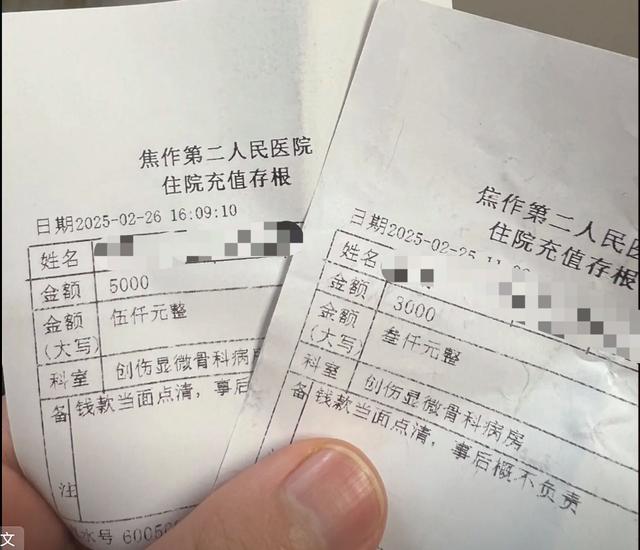 焦作第二人民医院
住院充值存根
日期2025-02-26 16:09:10
姓名
金额 5000
金额(大写) 伍仟元整
科室 创伤显微骨科病房
备注 钱款当面点清，事后
水号 60050
焦作第二人民医
住院充值存根
日期2025-02-25
姓名
金额 3000
金额(大写) 叁仟元整
科室 创伤显微骨科病房
备注 钱款当面点清，事后概不负责
文